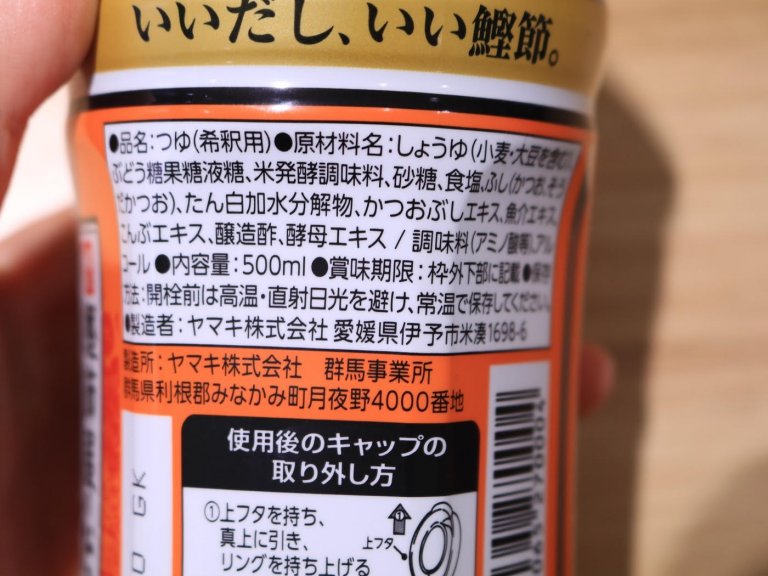 いいだし、いい鰹節。
●品名:つゆ(希釈用)●原材料名:しょうゆ(小麦・大豆を含む)、
ぶどう糖果糖液糖、米発酵調味料、砂糖、食塩、ふし(かつお、そう
だかつお)、たん白加水分解物、かつおぶしエキス、魚介エキス、
こんぶエキス、醸造酢、酵母エキス / 調味料(アミノ酸等)、アル
コール ●内容量:500ml ●賞味期限:枠外下部に記載 ●保存
方法:開栓前は高温・直射日光を避け、常温で保存してください。
●製造者:ヤマキ株式会社 愛媛県伊予市米湊1698-6
製造所:ヤマキ株式会社 群馬事業所
群馬県利根郡みなかみ町月夜野4000番地
使用後のキャップの
取り外し方
①上フタを持ち、
真上に引き、
リングを持ち上げる
①
上フタ
GK